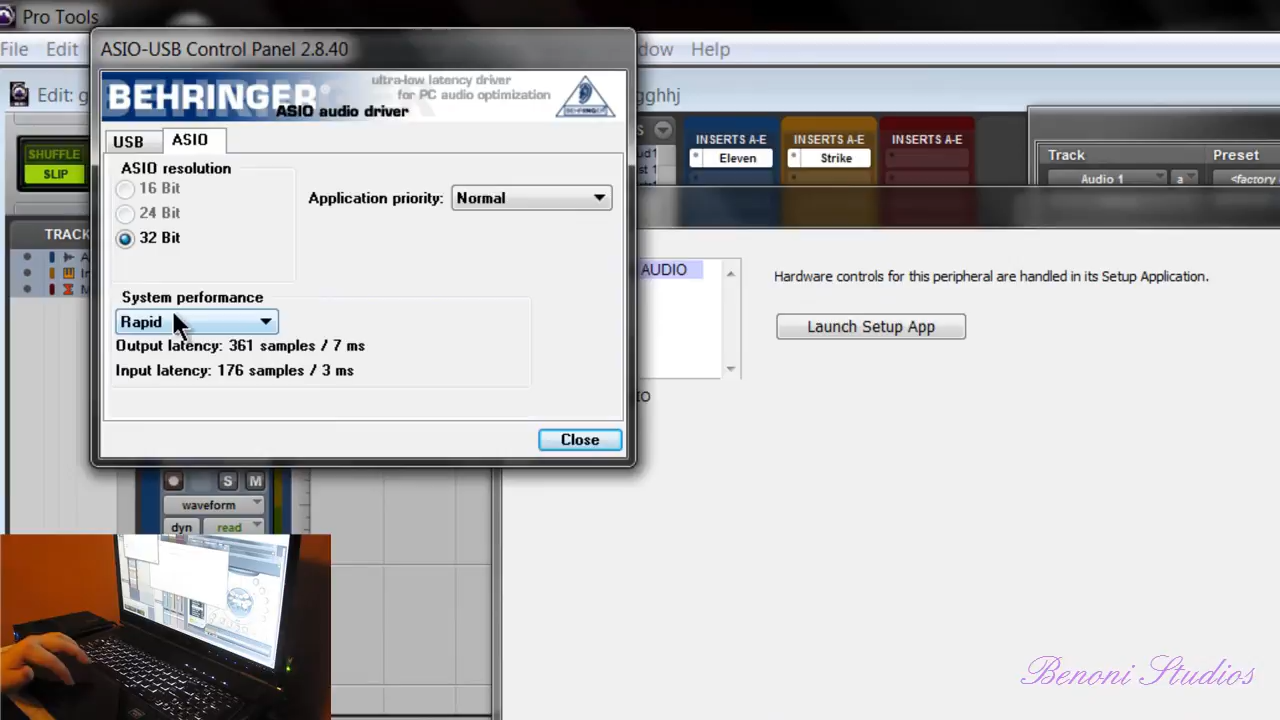 Pro Tools
File Edit
dow Help
ASIO-USB Control Panel 2.8.40
BEHRINGER
ultra-low latency driver
for PC audio optimization
ASIO audio driver
USB
ASIO
ASIO resolution
16 Bit
24 Bit
32 Bit
Application priority: Normal
System performance
Rapid
Output latency: 361 samples / 7 ms
Input latency: 176 samples / 3 ms
Close
Edit: g
gghhj
SHUFFLE
SLIP
TRACK
INSERTS A-E
Eleven
INSERTS A-E
Strike
INSERTS A-E
Track
Preset
Audio 1
a
<factory
AUDIO
IO
Hardware controls for this peripheral are handled in its Setup Application.
Launch Setup App
S M
waveform
dyn read
Benoni Studios